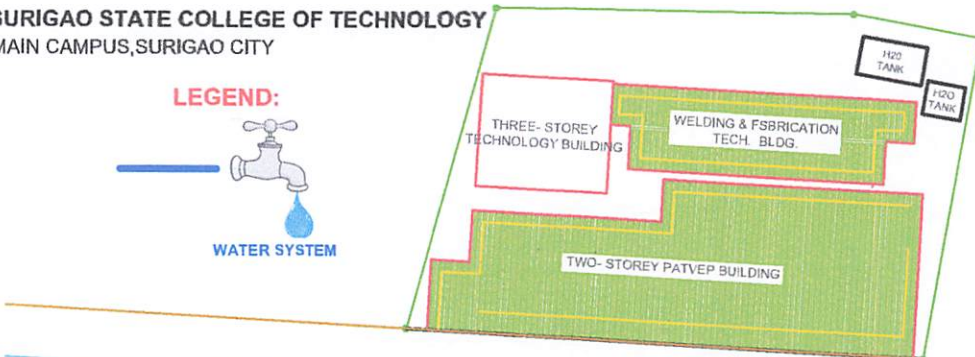 SURIGAO STATE COLLEGE OF TECHNOLOGY
MAIN CAMPUS,SURIGAO CITY
LEGEND:
WATER SYSTEM
H20
TANK
H2O
TANK
THREE- STOREY
TECHNOLOGY BUILDING
WELDING & FSBRICATION
TECH. BLDG.
TWO- STOREY PATVEP BUILDING